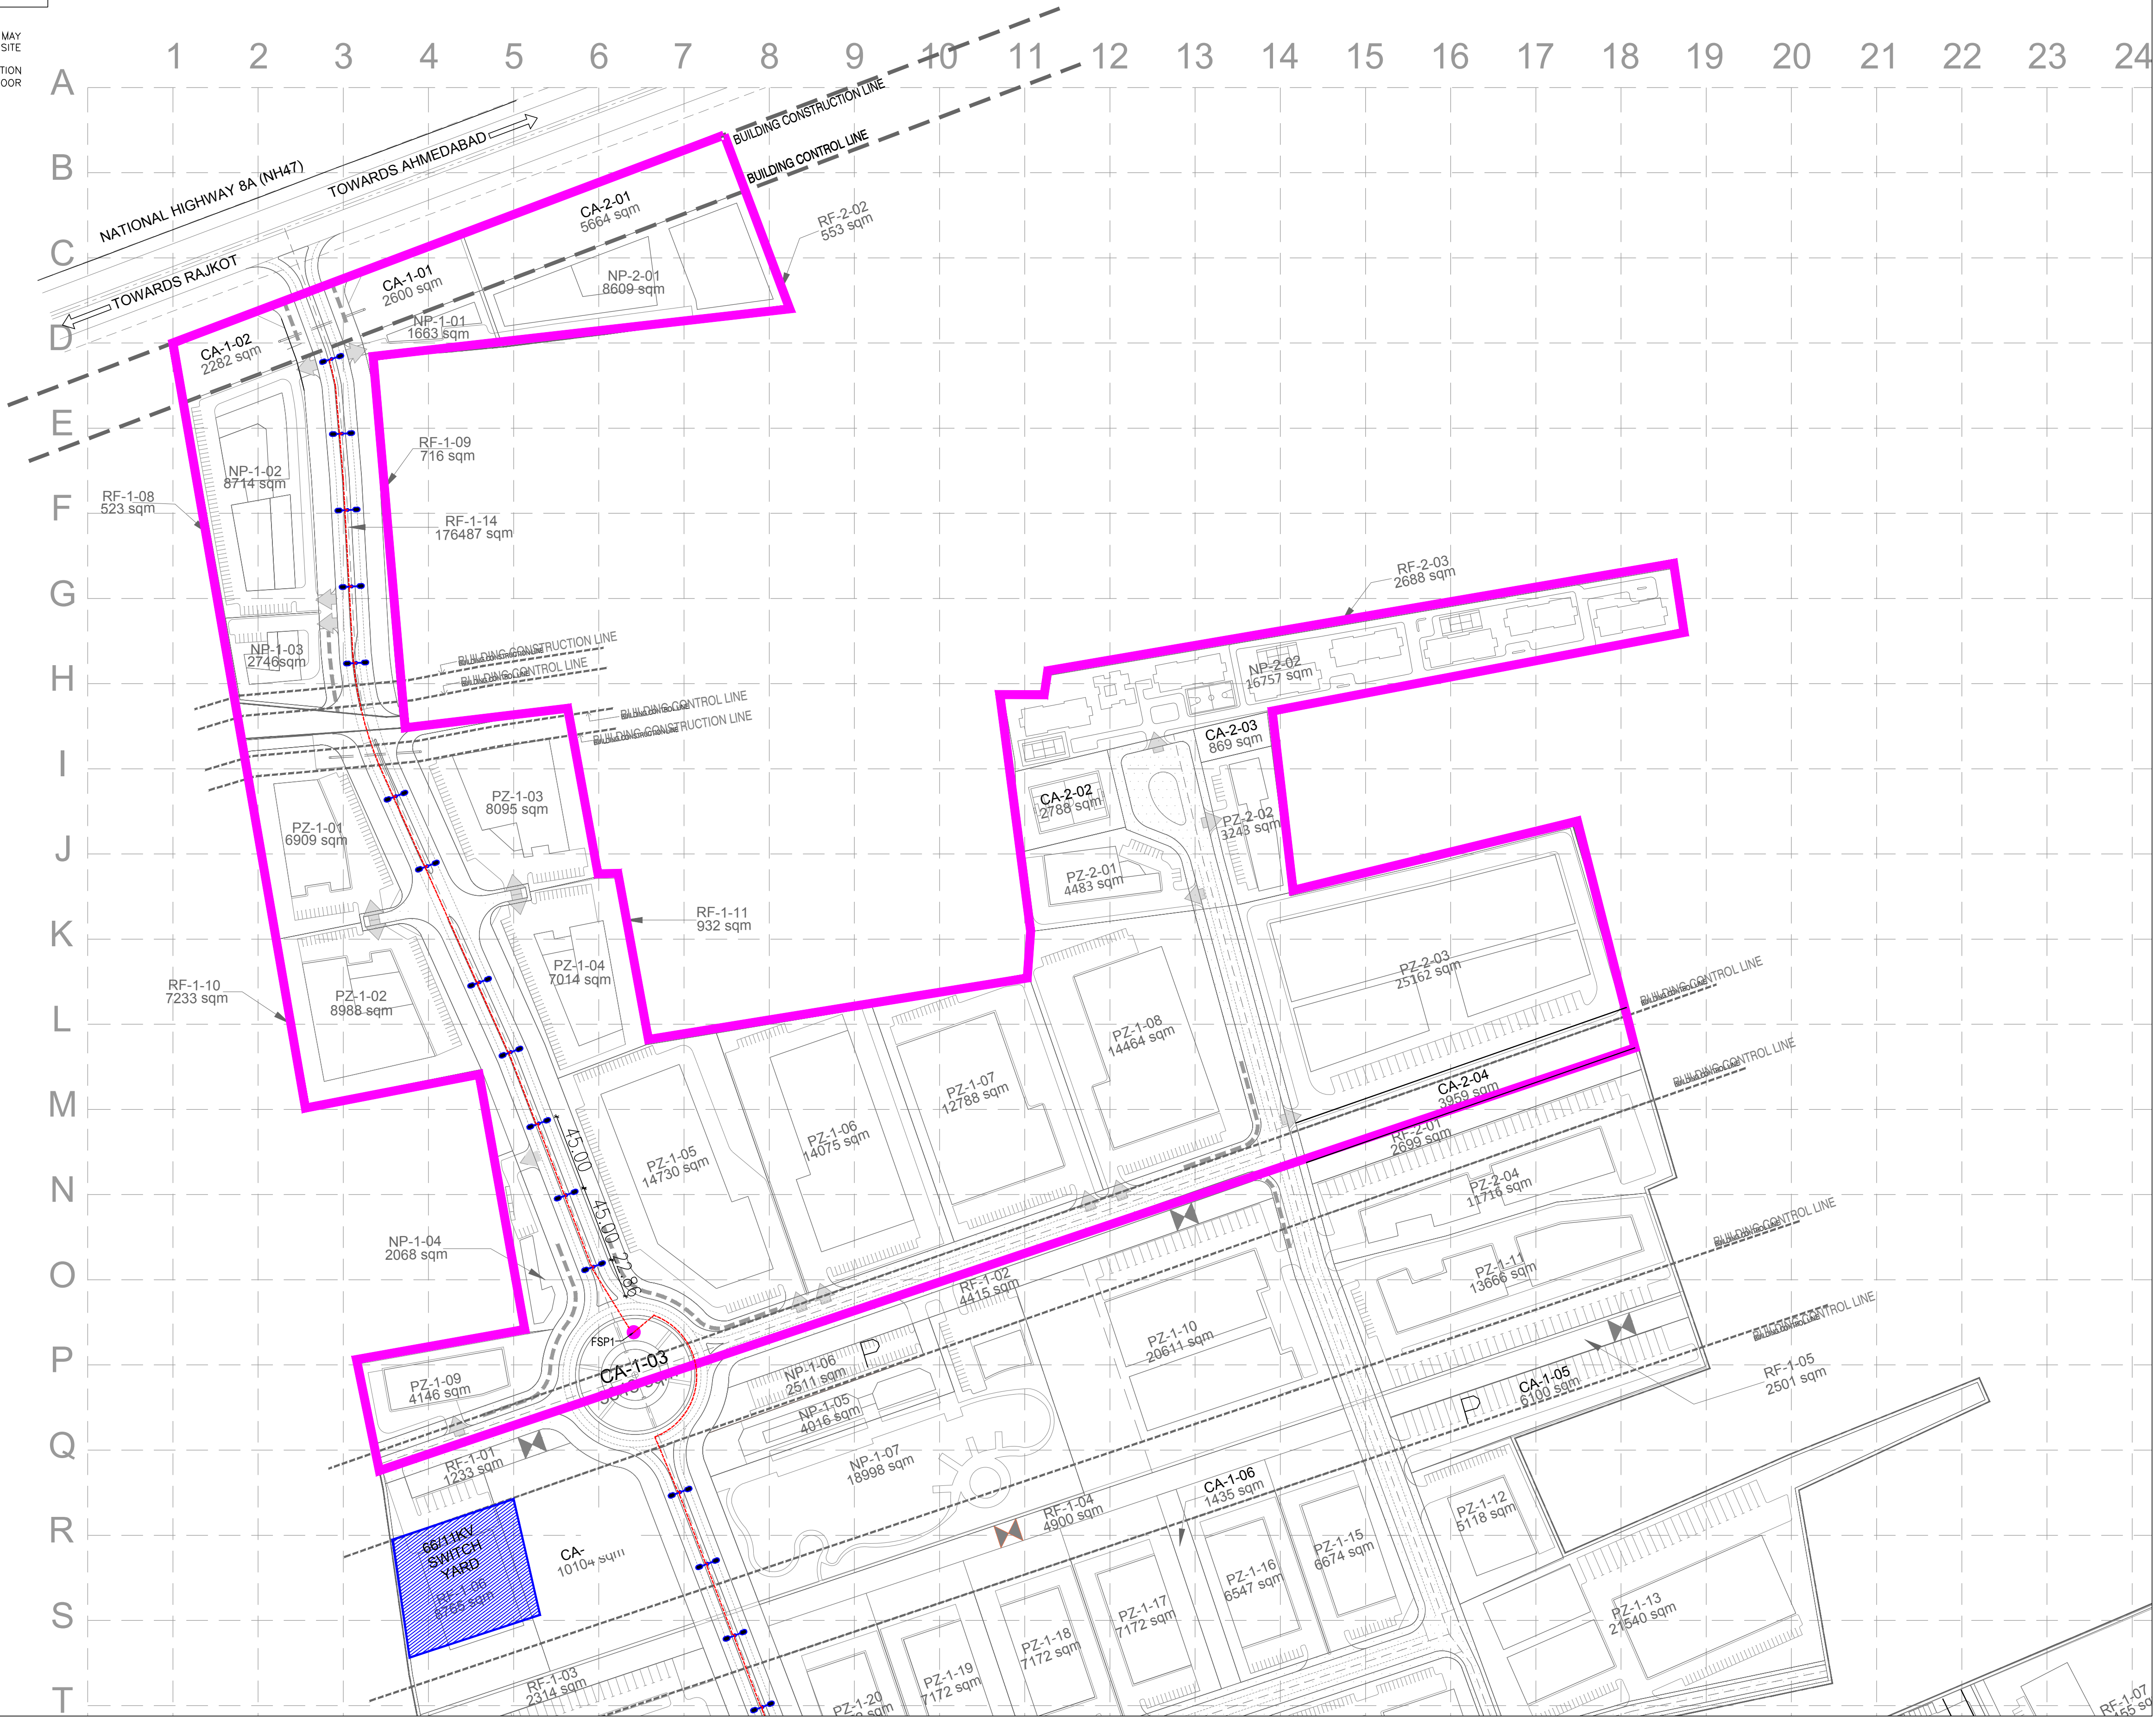 MAY
SITE
TION
OOR
1 2 3 4 5 6 7 8 9 10 11 12 13 14 15 16 17 18 19 20 21 22 23 24
A
B
C
D
E
F
G
H
I
J
K
L
M
N
O
P
Q
R
S
T
BUILDING CONSTRUCTION LINE
BUILDING CONTROL LINE
NATIONAL HIGHWAY 8A (NH47)
TOWARDS AHMEDABAD
TOWARDS RAJKOT
CA-2-01
5664 sqm
RF-2-02
553 sqm
CA-1-01
2600 sqm
NP-2-01
8609 sqm
NP-1-01
1663 sqm
CA-1-02
2282 sqm
RF-1-09
716 sqm
NP-1-02
8714 sqm
RF-1-08
523 sqm
RF-1-14
176487 sqm
RF-2-03
2688 sqm
NP-1-03
2746sqm
BUILDING CONSTRUCTION LINE
BUILDING CONTROL LINE
BUILDING CONTROL LINE
BUILDING CONSTRUCTION LINE
NP-2-02
16757 sqm
CA-2-03
869 sqm
CA-2-02
2788 sqm
PZ-2-02
3243 sqm
PZ-1-03
8095 sqm
PZ-1-01
6909 sqm
PZ-2-01
4483 sqm
RF-1-11
932 sqm
PZ-1-04
7014 sqm
RF-1-10
7233 sqm
PZ-1-02
8988 sqm
PZ-2-03
25162 sqm
BUILDING CONTROL LINE
PZ-1-08
14464 sqm
PZ-1-07
12788 sqm
CA-2-04
3959 sqm
BUILDING CONTROL LINE
PZ-1-06
14075 sqm
RF-2-01
2699 sqm
45.00
PZ-1-05
14730 sqm
PZ-2-04
11716 sqm
45.00
BUILDING CONTROL LINE
NP-1-04
2068 sqm
22.86
RF-1-02
4415 sqm
PZ-1-11
13666 sqm
BUILDING CONTROL LINE
FSP1
PZ-1-10
20611 sqm
P
CA-1-03
NP-1-06
2511 sqm
PZ-1-09
4146 sqm
RF-1-05
2501 sqm
CA-1-05
6100 sqm
P
NP-1-05
4016 sqm
RF-1-01
1233 sqm
NP-1-07
18998 sqm
CA-1-06
1435 sqm
RF-1-04
4900 sqm
PZ-1-12
5118 sqm
66/11KV
SWITCH
YARD
RF-1-06
8765 sqm
CA-
10104 sqm
PZ-1-15
6674 sqm
PZ-1-16
6547 sqm
PZ-1-17
7172 sqm
PZ-1-13
21540 sqm
PZ-1-18
7172 sqm
PZ-1-19
7172 sqm
RF-1-03
2314 sqm
PZ-1-20
RF-1-07